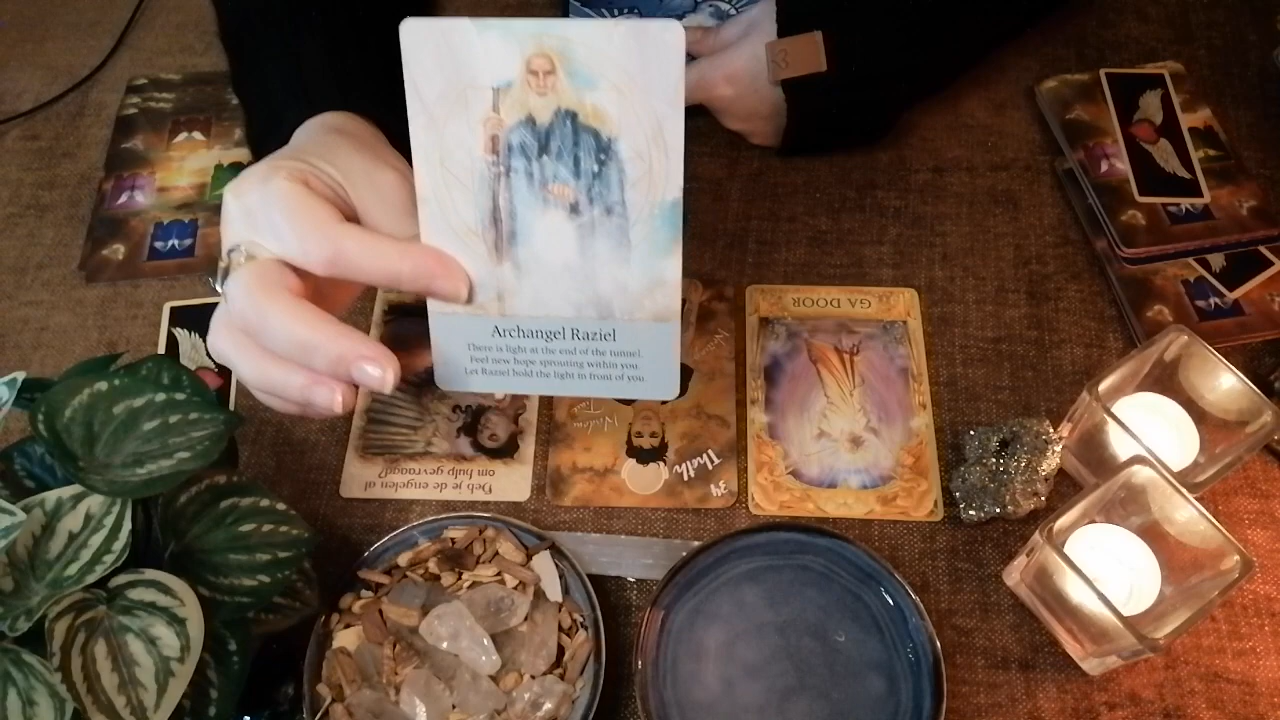 Archangel Raziel
There is light at the end of the tunnel.
Feel new hope sprouting within you.
Let Raziel hold the light in front of you.
GA DOOR
Heb je de engelen al
om hulp gevraagd?
34
Theth